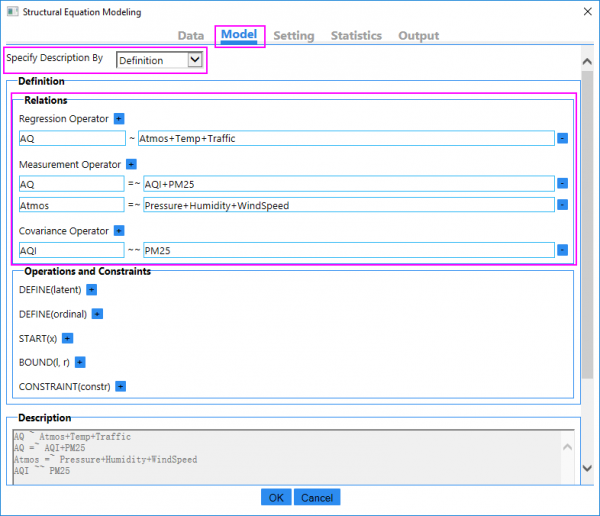 Structural Equation Modeling
Data Model Setting Statistics Output
Specify Description By Definition
Definition
Relations
Regression Operator +
AQ ~ Atmos+Temp+Traffic -
Measurement Operator +
AQ =~ AQI+PM25 -
Atmos =~ Pressure+Humidity+WindSpeed -
Covariance Operator +
AQI ~~ PM25 -
Operations and Constraints
DEFINE(latent) +
DEFINE(ordinal) +
START(x) +
BOUND(l, r) +
CONSTRAINT(constr) +
Description
AQ ~ Atmos+Temp+Traffic
AQ =~ AQI+PM25
Atmos =~ Pressure+Humidity+WindSpeed
AQI ~~ PM25
OK Cancel